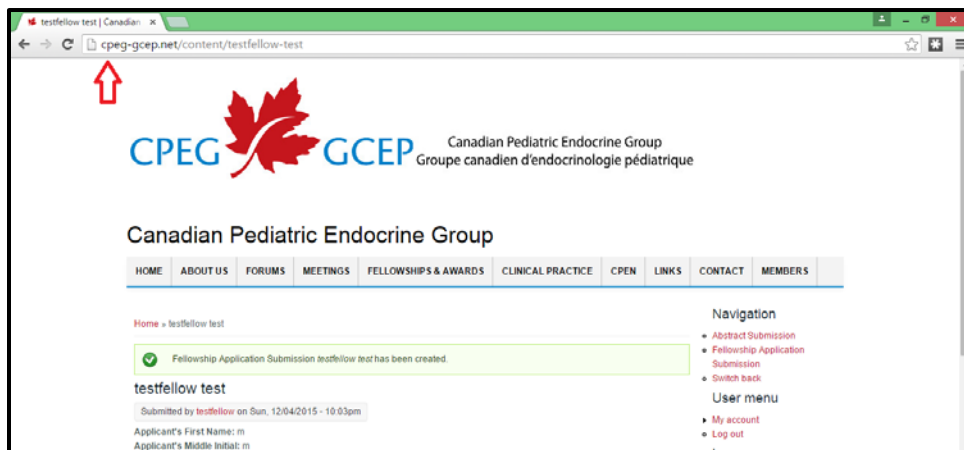 testfellow test | Canadian
cpeg-gcep.net/content/testfellow-test
CPEG GCEP
Canadian Pediatric Endocrine Group
Groupe canadien d'endocrinologie pédiatrique
Canadian Pediatric Endocrine Group
HOME ABOUT US FORUMS MEETINGS FELLOWSHIPS & AWARDS CLINICAL PRACTICE CPEN LINKS CONTACT MEMBERS
Home » testfellow test
Fellowship Application Submission testfellow test has been created.
testfellow test
Submitted by testfellow on Sun, 12/04/2015 - 10:03pm
Applicant's First Name: m
Applicant's Middle Initial: m
Navigation
Abstract Submission
Fellowship Application
Submission
Switch back
User menu
My account
Log out